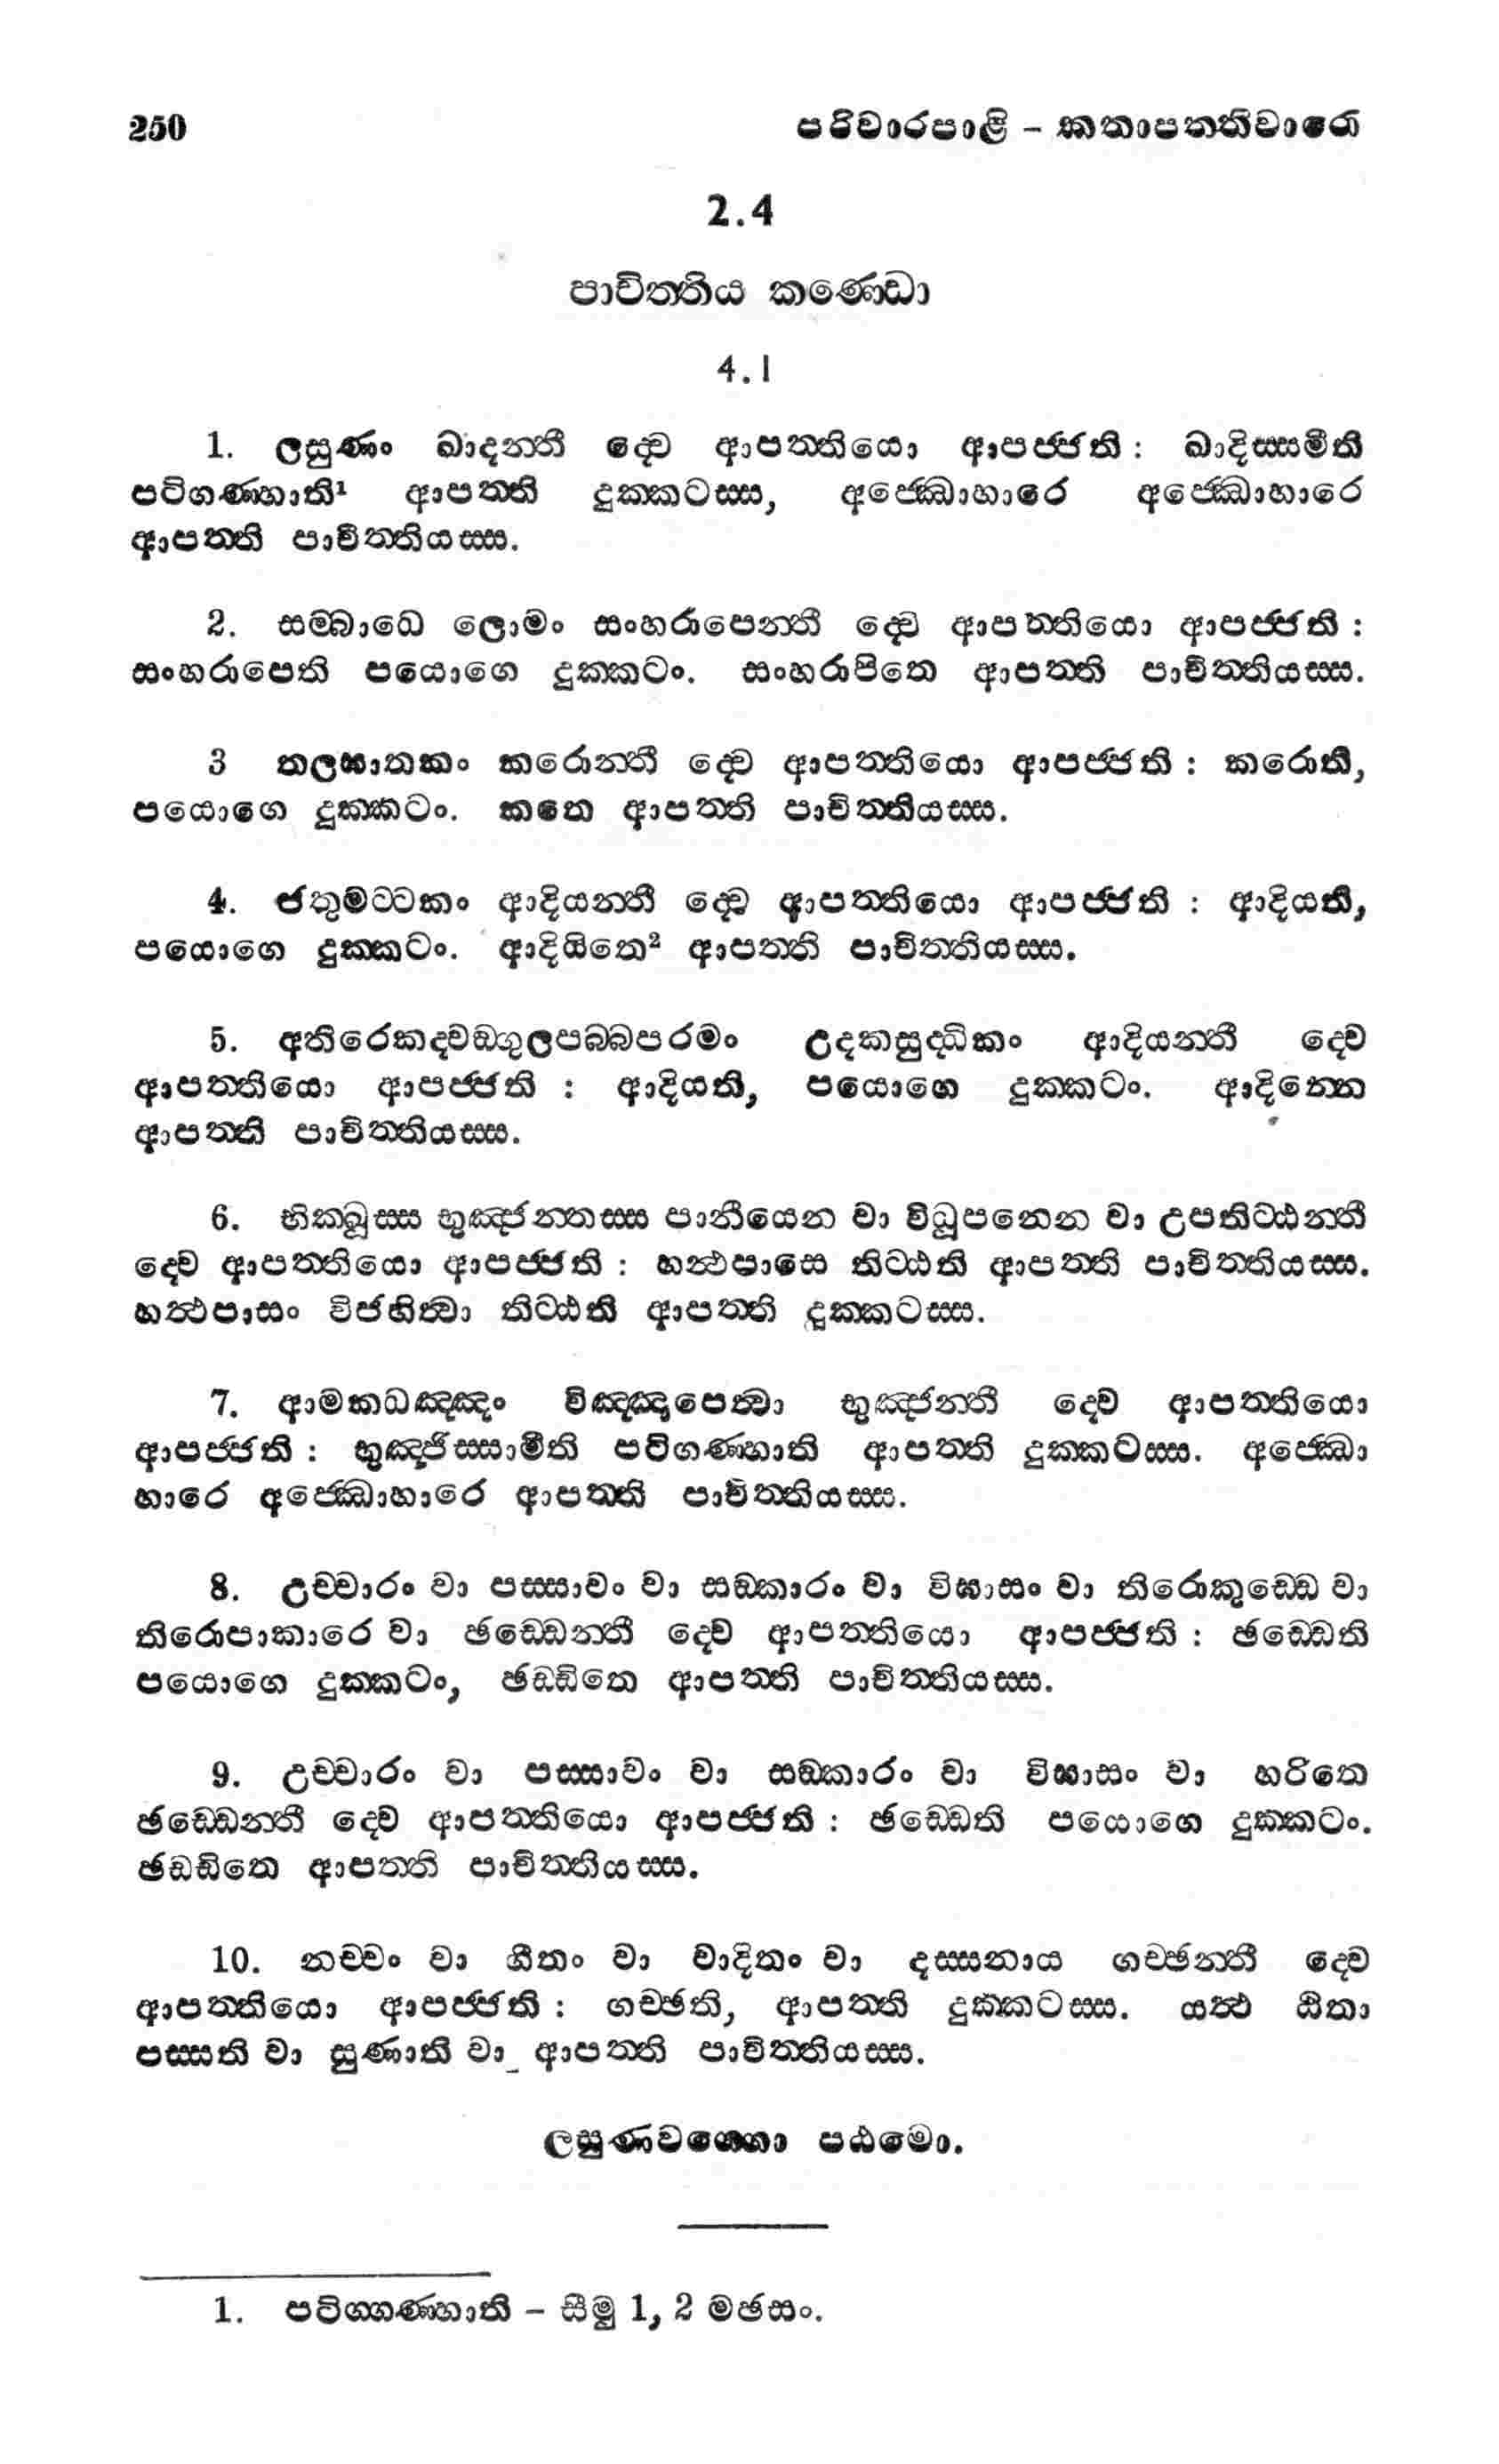 250 පරිවාරපාළි - කතාපත්තිවාරො
2.4
පාචිත්තිය කණ්ඩො
4.1
1. ලසුණං ඛාදන්තී ද්වෙ ආපත්තියො ආපජ්ජති : ඛාදිස්සමීති
පටිගණ්හාති¹ ආපත්ති දුක්කටස්ස, අජ්ඣොහාරෙ අජ්ඣොහාරෙ
ආපත්ති පාචිත්තියස්ස.
2. සම්බාධෙ ලොමං සංහරාපෙන්තී ද්වෙ ආපත්තියො ආපජ්ජති :
සංහරාපෙති පයොගෙ දුක්කටං. සංහරාපිතෙ ආපත්ති පාචිත්තියස්ස.
3 තලඝාතකං කරොන්තී ද්වෙ ආපත්තියො ආපජ්ජති : කරොති,
පයොගෙ දුක්කටං. කතෙ ආපත්ති පාචිත්තියස්ස.
4. ජතුමට්ටකං ආදියන්තී ද්වෙ ආපත්තියො ආපජ්ජති : ආදියති,
පයොගෙ දුක්කටං. ආදියිතෙ² ආපත්ති පාචිත්තියස්ස.
5. අතිරෙකද්වඞ්ගුලපබ්බපරමං උදකසුද්ධිකං ආදියන්තී ද්වෙ
ආපත්තියො ආපජ්ජති : ආදියති, පයොගෙ දුක්කටං. ආදින්නෙ
ආපත්ති පාචිත්තියස්ස.
6. භික්ඛූස්ස භුඤ්ජන්තස්ස පානීයෙන වා විධූපනෙන වා උපතිට්ඨන්තී
ද්වෙ ආපත්තියො ආපජ්ජති : හත්ථපාසෙ තිට්ඨති ආපත්ති පාචිත්තියස්ස.
හත්ථපාසං විජහිත්වා තිට්ඨති ආපත්ති දුක්කටස්ස.
7. ආමකධඤ්ඤං විඤ්ඤාපෙත්වා භුඤ්ජන්තී ද්වෙ ආපත්තියො
ආපජ්ජති : භුඤ්ජිස්සාමීති පටිගණ්හාති ආපත්ති දුක්කටස්ස. අජ්ඣො
හාරෙ අජ්ඣොහාරෙ ආපත්ති පාචිත්තියස්ස.
8. උච්චාරං වා පස්සාවං වා සඞ්කාරං වා විඝාසං වා තිරොකුඩ්ඩෙ වා
තිරොපාකාරෙ වා ඡඩ්ඩෙන්තී ද්වෙ ආපත්තියො ආපජ්ජති : ඡඩ්ඩෙති
පයොගෙ දුක්කටං, ඡඩ්ඩිතෙ ආපත්ති පාචිත්තියස්ස.
9. උච්චාරං වා පස්සාවං වා සඞ්කාරං වා විඝාසං වා හරිතෙ
ඡඩ්ඩෙන්තී ද්වෙ ආපත්තියො ආපජ්ජති : ඡඩ්ඩෙති පයොගෙ දුක්කටං.
ඡඩ්ඩිතෙ ආපත්ති පාචිත්තියස්ස.
10. නච්චං වා ගීතං වා වාදිතං වා දස්සනාය ගච්ඡන්තී ද්වෙ
ආපත්තියො ආපජ්ජති : ගච්ඡති, ආපත්ති දුක්කටස්ස. යත්ථ ඨිතා
පස්සති වා සුණාති වා ආපත්ති පාචිත්තියස්ස.
ලසුණවග්ගො පඨමො.
1. පටිග්ගණ්හාති - සීමු 1, 2 මඡසං.